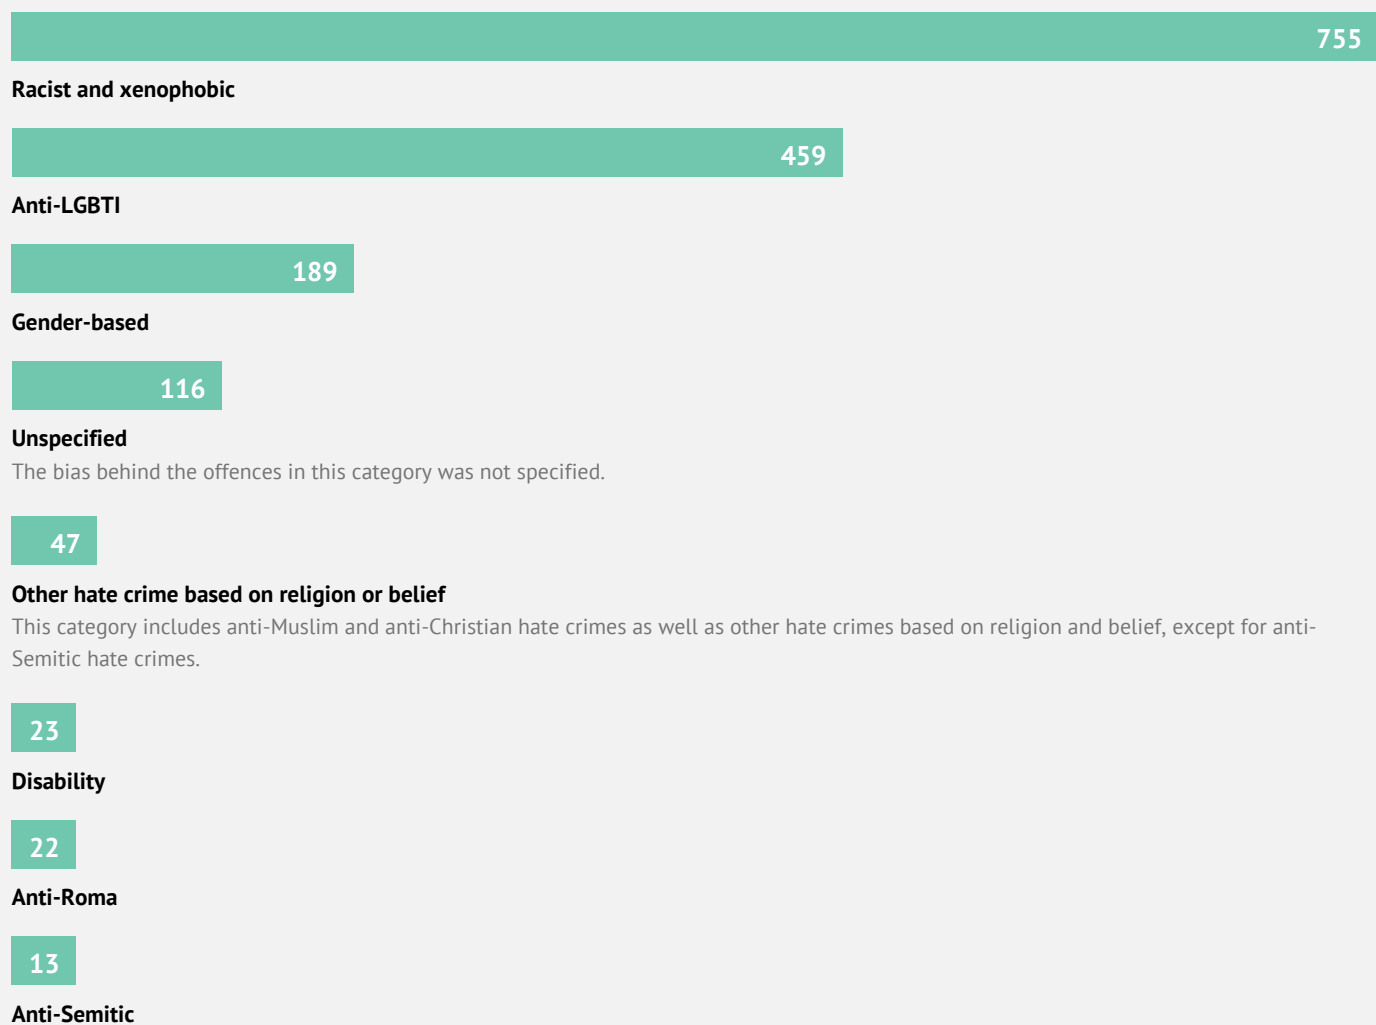 755
Racist and xenophobic
459
Anti-LGBTI
189
Gender-based
116
Unspecified
The bias behind the offences in this category was not specified.
47
Other hate crime based on religion or belief
This category includes anti-Muslim and anti-Christian hate crimes as well as other hate crimes based on religion and belief, except for anti-
Semitic hate crimes.
23
Disability
22
Anti-Roma
13
Anti-Semitic